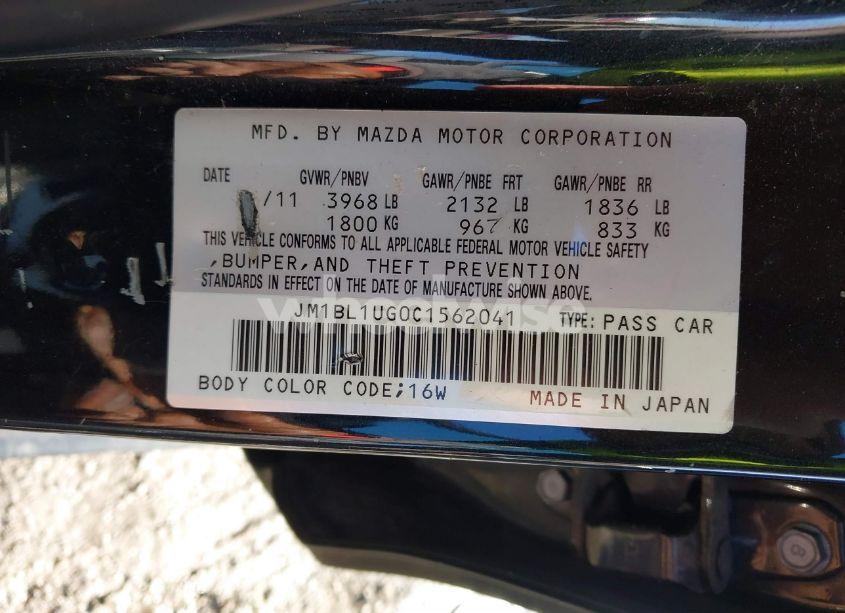 MFD. BY MAZDA MOTOR CORPORATION
DATE GVWR/PNBV GAWR/PNBE FRT GAWR/PNBE RR
/11 3968 LB 2132 LB 1836 LB
1800 KG 967 KG 833 KG
THIS VEHICLE CONFORMS TO ALL APPLICABLE FEDERAL MOTOR VEHICLE SAFETY
,BUMPER,AND THEFT PREVENTION
STANDARDS IN EFFECT ON THE DATE OF MANUFACTURE SHOWN ABOVE.
JM1BL1UG0C1562041 TYPE: PASS CAR
BODY COLOR CODE;16W MADE IN JAPAN
8